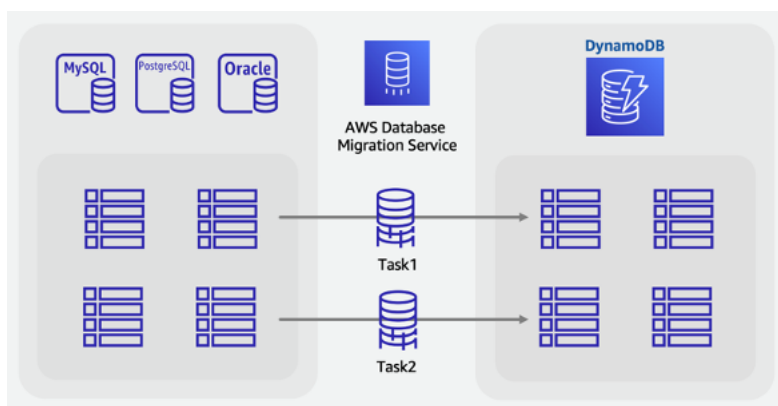 MySQL
PostgreSQL
Oracle
AWS Database
Migration Service
DynamoDB
Task1
Task2